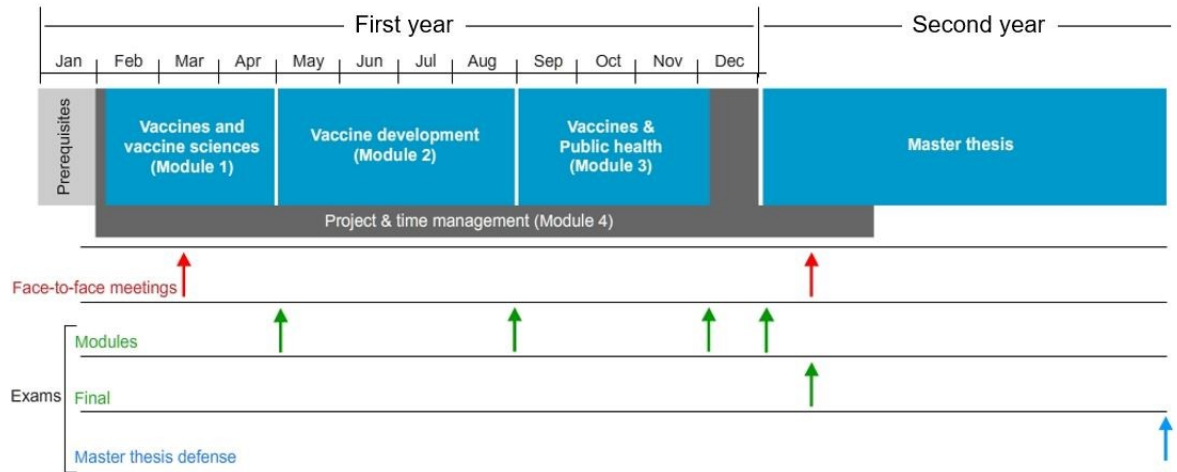 First year
Second year
Jan Feb Mar Apr May Jun Jul Aug Sep Oct Nov Dec
Prerequisites
Vaccines and
vaccine sciences
(Module 1)
Vaccine development
(Module 2)
Vaccines &
Public health
(Module 3)
Master thesis
Project & time management (Module 4)
Face-to-face meetings
Exams
Modules
Final
Master thesis defense